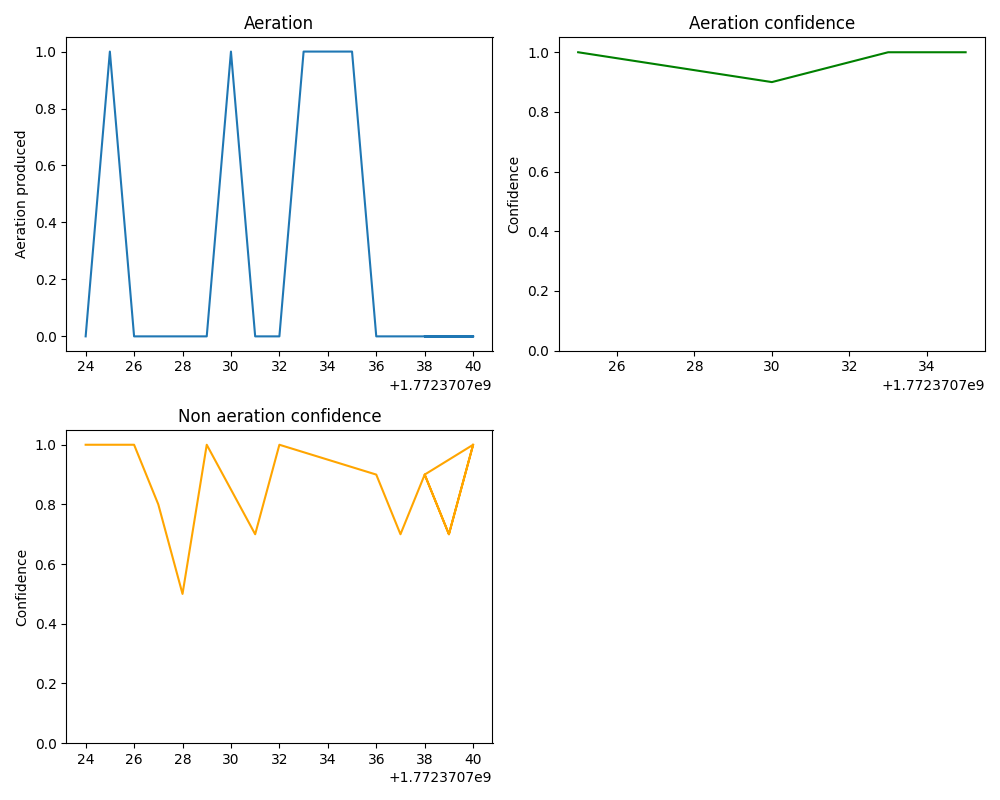 Aeration
Aeration produced
1.0
0.8
0.6
0.4
0.2
0.0
24 26 28 30 32 34 36 38 40
+1.7723707e9
Aeration confidence
Confidence
1.0
0.8
0.6
0.4
0.2
0.0
26 28 30 32 34
+1.7723707e9
Non aeration confidence
Confidence
1.0
0.8
0.6
0.4
0.2
0.0
24 26 28 30 32 34 36 38 40
+1.7723707e9